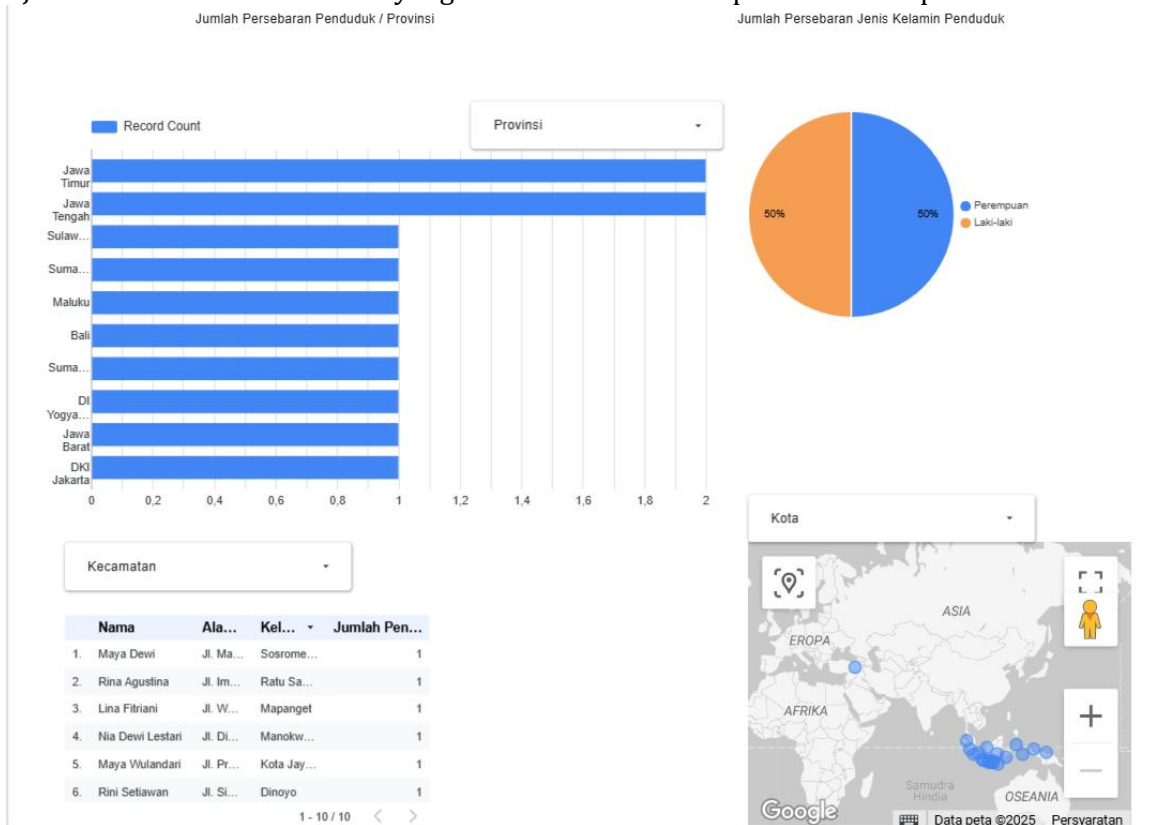 Jumlah Persebaran Penduduk / Provinsi
Jumlah Persebaran Jenis Kelamin Penduduk
Record Count
Provinsi
Jawa
Timur
Jawa
Tengah
Sulaw...
Suma...
Maluku
Bali
Suma...
DI
Yogya...
Jawa
Barat
DKI
Jakarta
0 0,2 0,4 0,6 0,8 1 1,2 1,4 1,6 1,8 2
50% 50%
Perempuan
Laki-laki
Kecamatan
Nama Ala... Kel... Jumlah Pen...
1. Maya Dewi Jl. Ma... Sosrome... 1
2. Rina Agustina Jl. Im... Ratu Sa... 1
3. Lina Fitriani Jl. W... Mapanget 1
4. Nia Dewi Lestari Jl. Di... Manokw... 1
5. Maya Wulandari Jl. Pr... Kota Jay... 1
6. Rini Setiawan Jl. Si... Dinoyo 1
1 - 10 / 10
Kota
ASIA
EROPA
AFRIKA
Samudra
Hindia
OSEANIA
Google
Data peta ©2025 Persyaratan